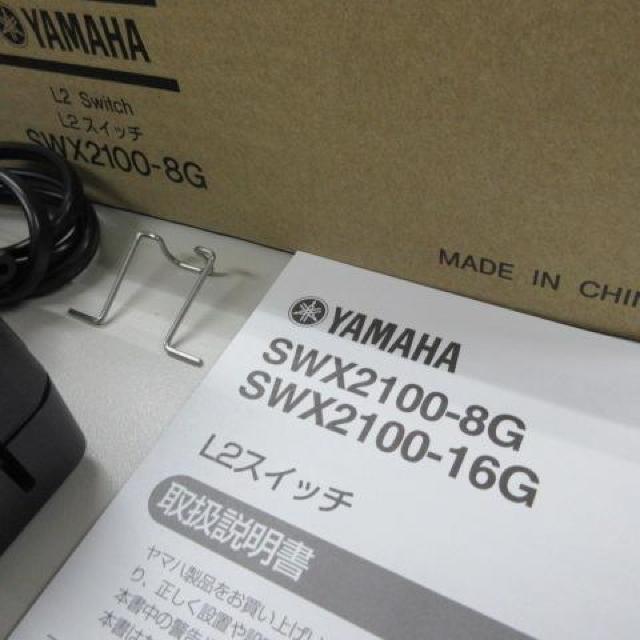 YAMAHA
L2 Switch
L2スイッチ
SWX2100-8G
MADE IN CHIN
YAMAHA
SWX2100-8G
SWX2100-16G
L2スイッチ
取扱説明書
ヤマハ製品をお買い上げい
り、正しく設置や
本書中の警告